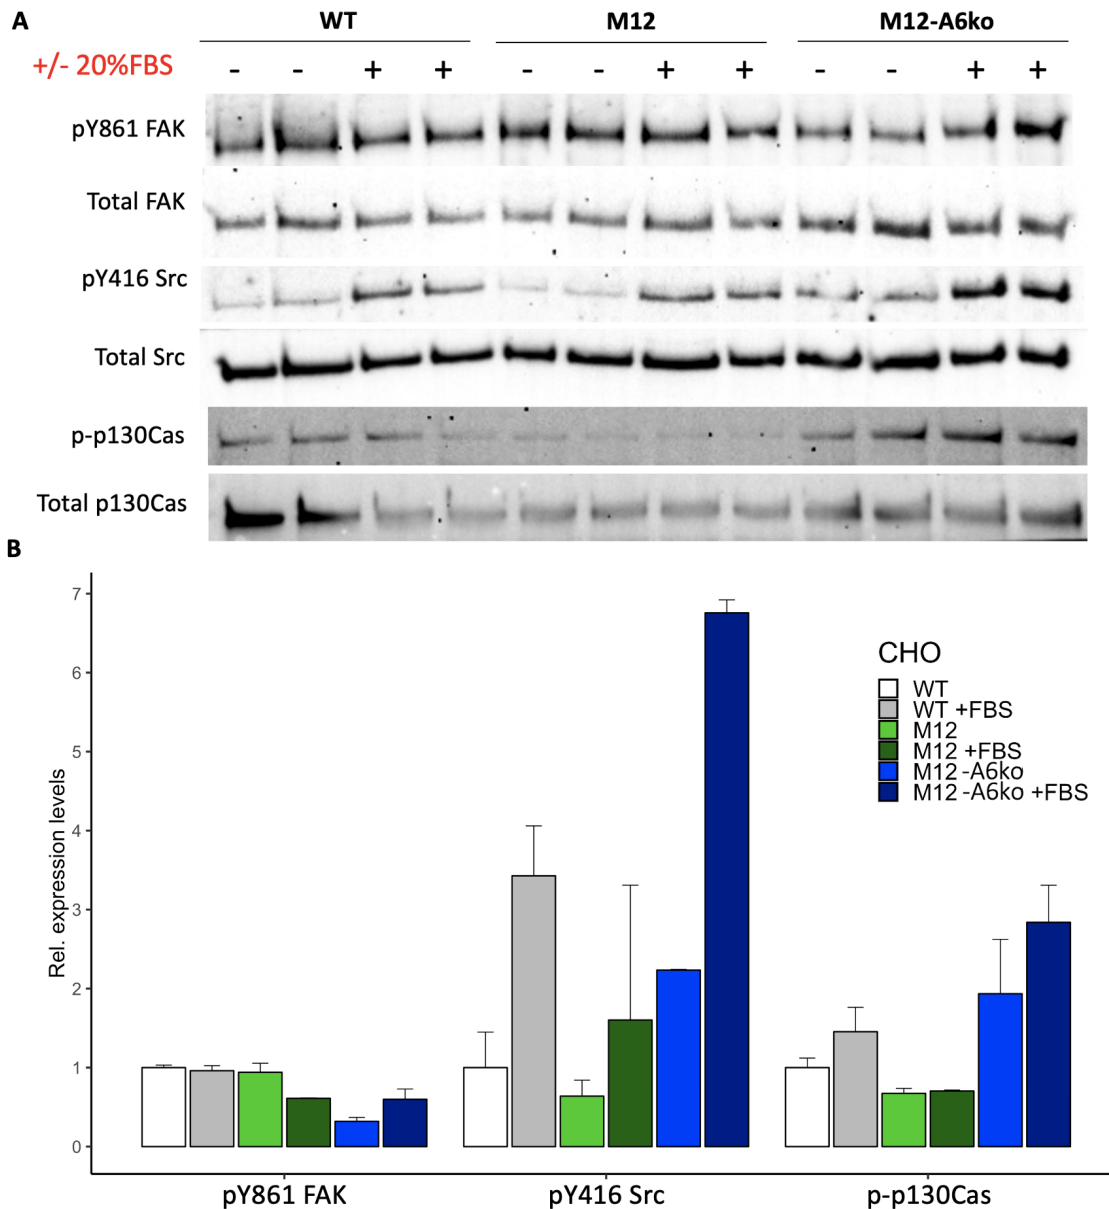 A
WT M12 M12-A6ko
+/- 20%FBS - - + + - - + + - - + +
pY861 FAK
Total FAK
pY416 Src
Total Src
p-p130Cas
Total p130Cas
B
7
6
5
4
3
2
1
0
Rel. expression levels
CHO
WT
WT +FBS
M12
M12 +FBS
M12 -A6ko
M12 -A6ko +FBS
pY861 FAK pY416 Src p-p130Cas